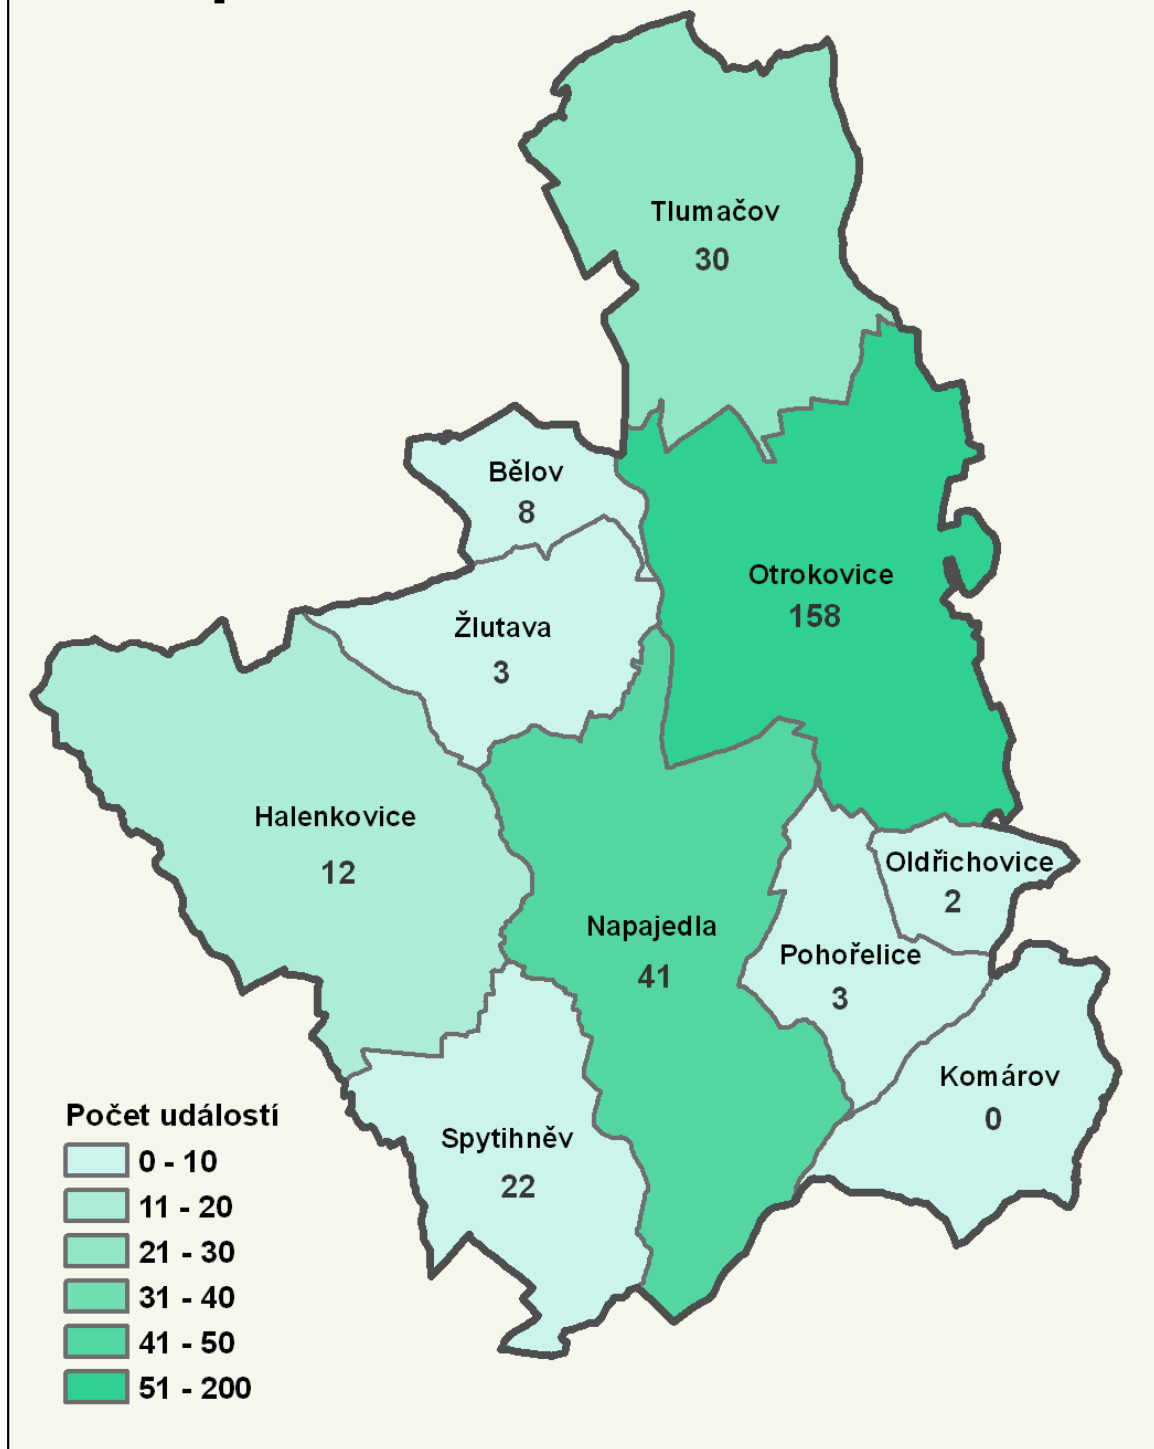 Tlumačov
30
Bělov
8
Otrokovice
158
Žlutava
3
Halenkovice
12
Oldřichovice
2
Napajedla
41
Pohořelice
3
Komárov
0
Spytihněv
22
Počet událostí
0 - 10
11 - 20
21 - 30
31 - 40
41 - 50
51 - 200